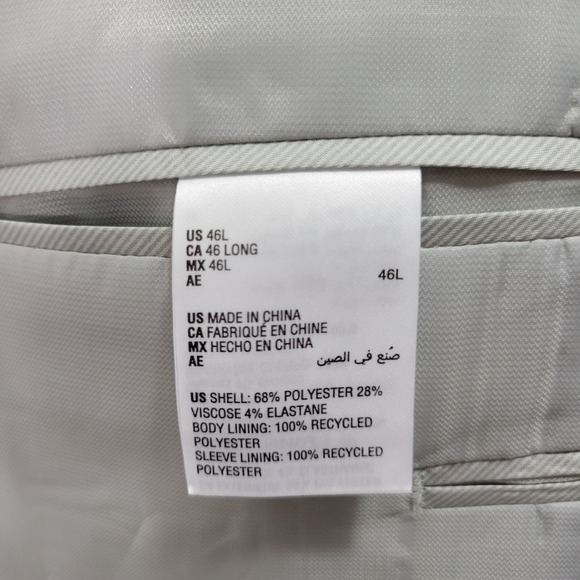 US 46L
CA 46 LONG
MX 46L
AE 46L
US MADE IN CHINA
CA FABRIQUÉ EN CHINE
MX HECHO EN CHINA
AE صُنع في الصين
US SHELL: 68% POLYESTER 28%
VISCOSE 4% ELASTANE
BODY LINING: 100% RECYCLED
POLYESTER
SLEEVE LINING: 100% RECYCLED
POLYESTER